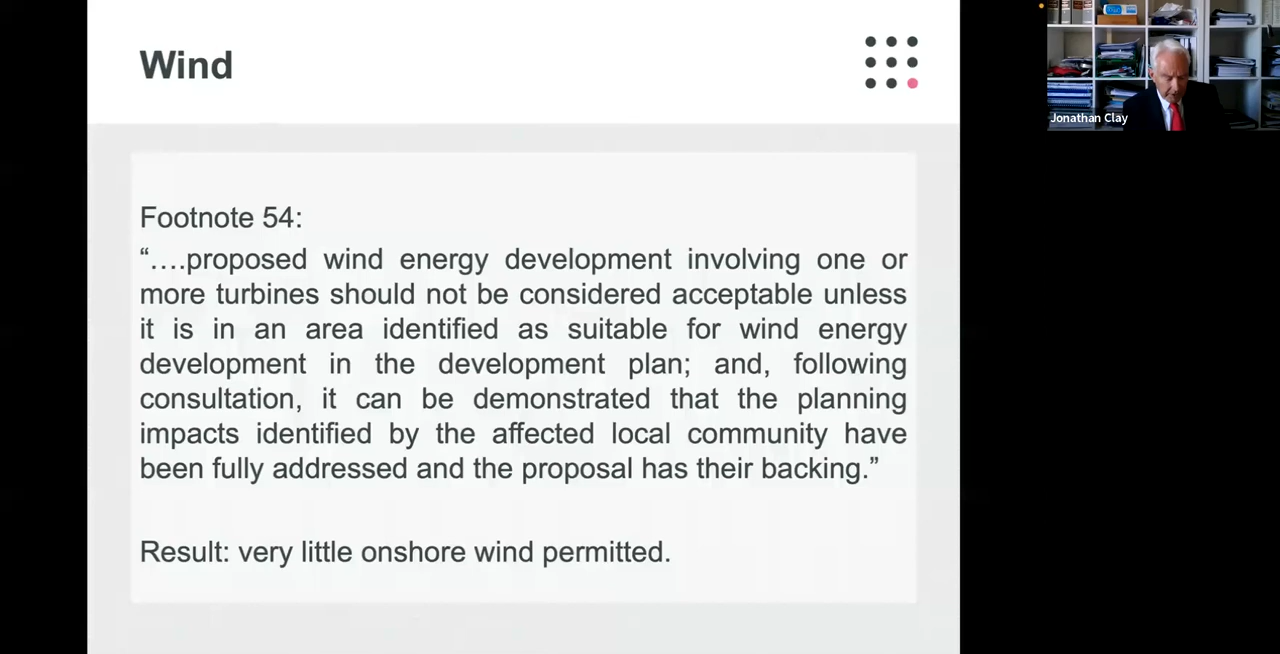 Wind
Jonathan Clay
Footnote 54:
“….proposed wind energy development involving one or
more turbines should not be considered acceptable unless
it is in an area identified as suitable for wind energy
development in the development plan; and, following
consultation, it can be demonstrated that the planning
impacts identified by the affected local community have
been fully addressed and the proposal has their backing.”
Result: very little onshore wind permitted.